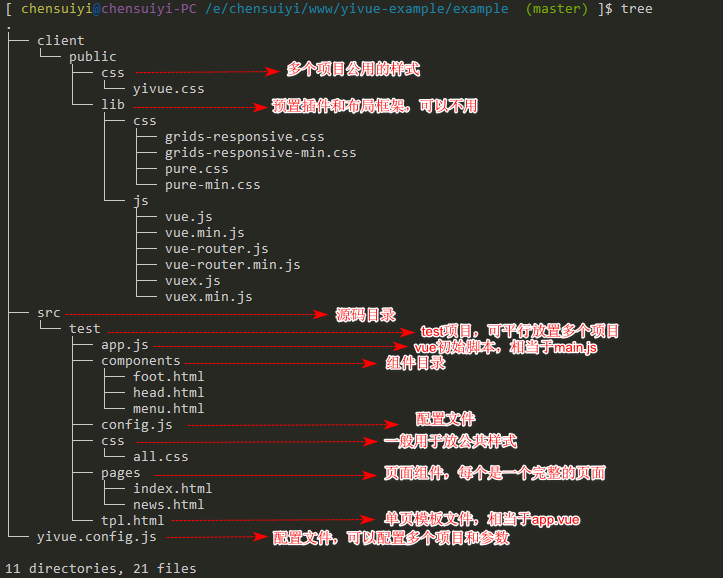 [ chensuiyi@chensuiyi-PC /e/chensuiyi/www/yivue-example/example (master) ]$ tree
.
├── client
│   └── public
│       ├── css 多个项目公用的样式
│       │   └── yivue.css
│       └── lib 预置插件和布局框架，可以不用
│           ├── css
│           │   ├── grids-responsive.css
│           │   ├── grids-responsive-min.css
│           │   ├── pure.css
│           │   └── pure-min.css
│           └── js
│               ├── vue.js
│               ├── vue.min.js
│               ├── vue-router.js
│               ├── vue-router.min.js
│               ├── vuex.js
│               └── vuex.min.js
├── src 源码目录
│   └── test test项目，可平行放置多个项目
│       ├── app.js vue初始脚本，相当于main.js
│       ├── components 组件目录
│       │   ├── foot.html
│       │   ├── head.html
│       │   └── menu.html
│       ├── config.js 配置文件
│       ├── css 一般用于放公共样式
│       │   └── all.css
│       ├── pages 页面组件，每个是一个完整的页面
│       │   ├── index.html
│       │   └── news.html
│       └── tpl.html 单页模板文件，相当于app.vue
└── yivue.config.js 配置文件，可以配置多个项目和参数
11 directories, 21 files